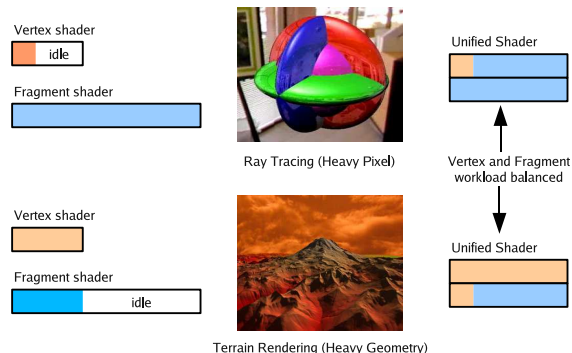 Vertex shader
idle
Fragment shader
Ray Tracing (Heavy Pixel)
Unified Shader
Vertex and Fragment
workload balanced
Vertex shader
Fragment shader
idle
Terrain Rendering (Heavy Geometry)
Unified Shader